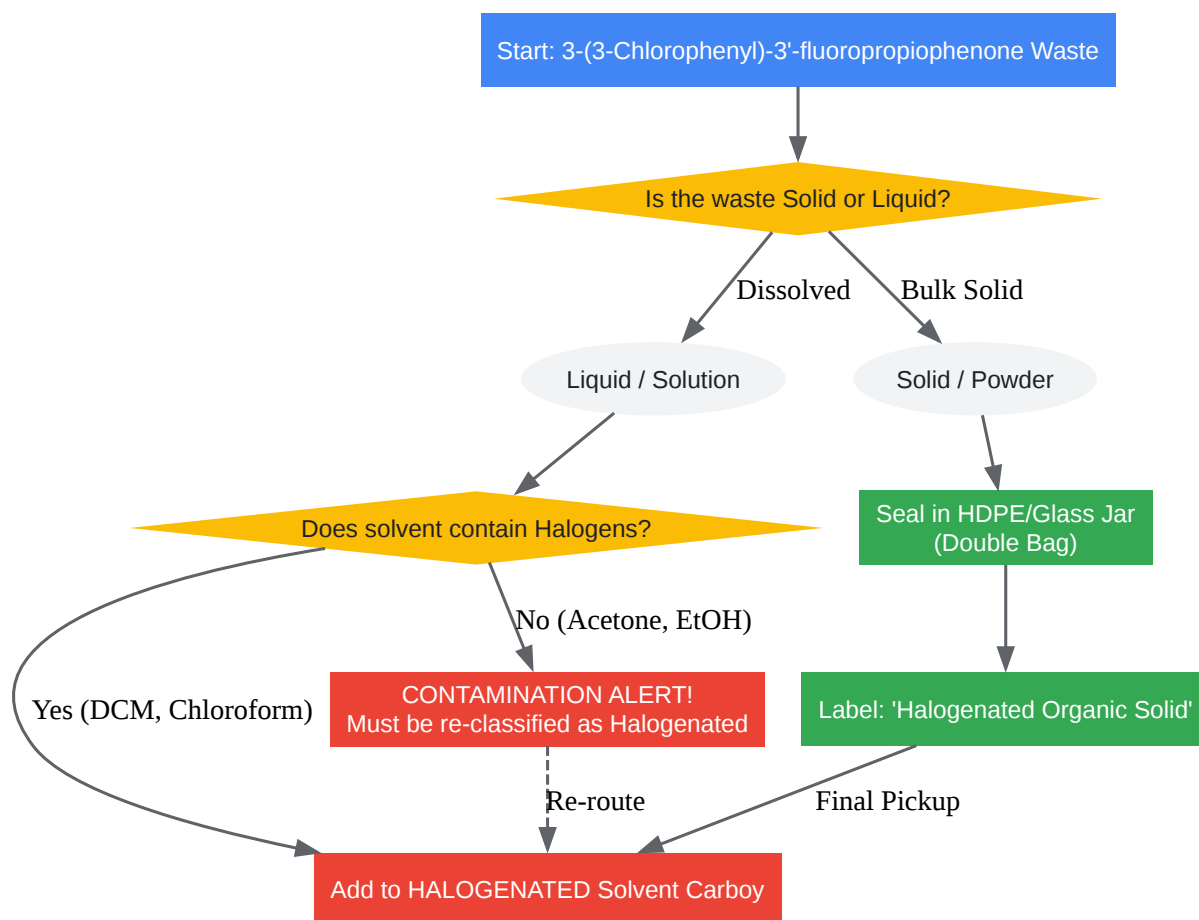 Start: 3-(3-Chlorophenyl)-3'-fluoropropiophenone Waste
Is the waste Solid or Liquid?
Dissolved
Bulk Solid
Liquid / Solution
Solid / Powder
Does solvent contain Halogens?
Seal in HDPE/Glass Jar
(Double Bag)
No (Acetone, EtOH)
Yes (DCM, Chloroform)
CONTAMINATION ALERT!
Must be re-classified as Halogenated
Label: 'Halogenated Organic Solid'
Re-route
Final Pickup
Add to HALOGENATED Solvent Carboy